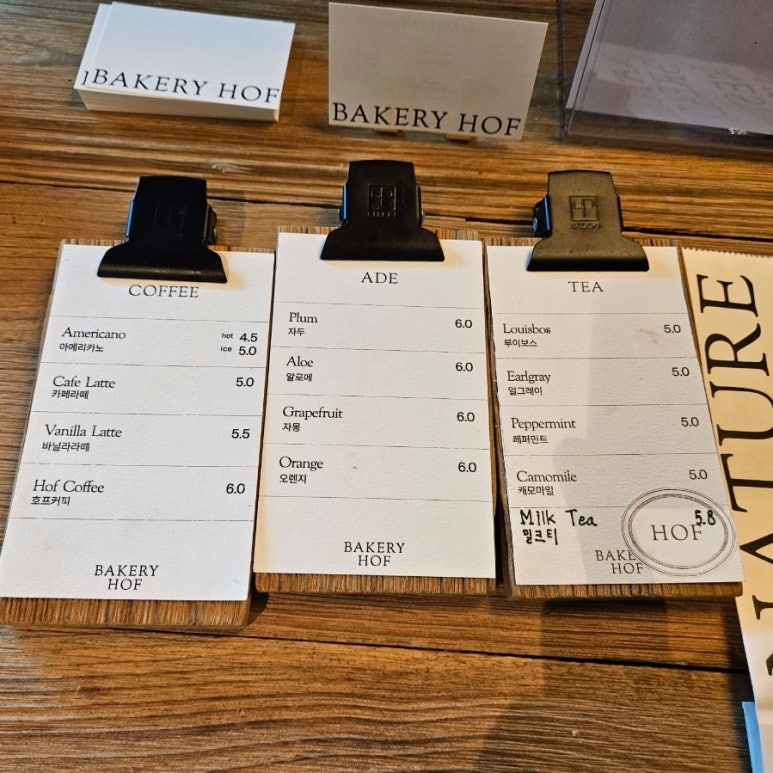 BAKERY HOF
BAKERY HOF
COFFEE
Americano
아메리카노
hot 4.5
ice 5.0
Cafe Latte 5.0
카페라떼
Vanilla Latte 5.5
바닐라라떼
Hof Coffee 6.0
호프커피
BAKERY
HOF
ADE
Plum 6.0
자두
Aloe 6.0
알로에
Grapefruit 6.0
자몽
Orange 6.0
오렌지
BAKERY
HOF
TEA
Louisbos 5.0
루이보스
Earlgray 5.0
얼그레이
Peppermint 5.0
페퍼민트
Camomile 5.0
캐모마일
Milk Tea 5.8
밀크티
HOF
BAKE
HOF
NATURE